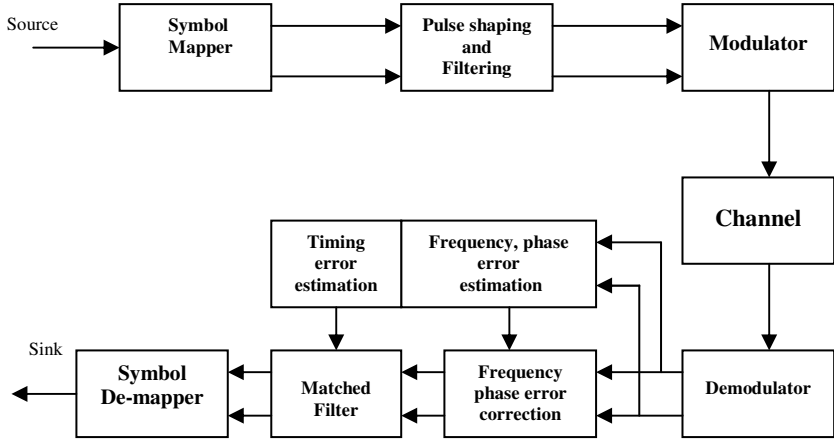 Source
Symbol
Mapper
Pulse shaping
and
Filtering
Modulator
Channel
Timing
error
estimation
Frequency, phase
error
estimation
Sink
Symbol
De-mapper
Matched
Filter
Frequency
phase error
correction
Demodulator